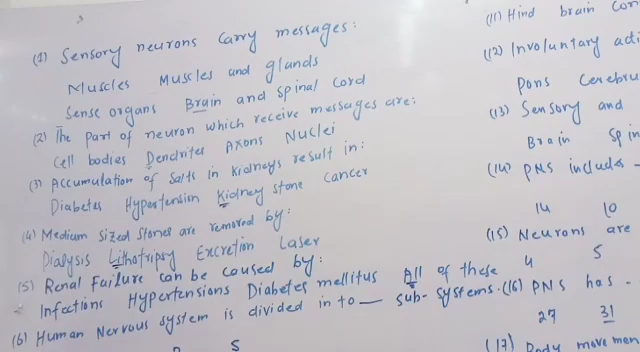 (1) Sensory neurons carry messages:
Muscles Muscles and glands
Sense organs Brain and spinal cord
(2) The part of neuron which receive messages are:
Cell bodies Dendrites Axons Nuclei
(3) Accumulation of salts in kidneys result in:
Diabetes Hypertension Kidney stone cancer
(4) Medium sized stones are removed by:
Dialysis Lithotripsy Excretion Laser
(5) Renal Failure can be caused by:
Infections Hypertensions Diabetes mellitus All of these
(6) Human Nervous system is divided in to — sub-systems.
5
(11) Hind brain con
(12) Involuntary acti
Pons Cerebru
(13) Sensory and
Brain Spin
(14) PNS includes -
14 10
(15) Neurons are
4 5
(16) PNS has -
27 31
(17) Body movemen